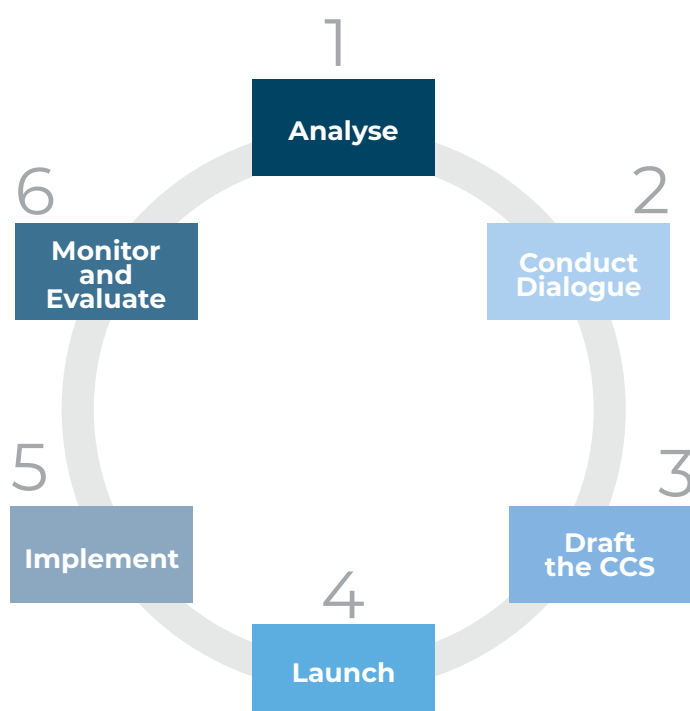 1
Analyse
2
Conduct
Dialogue
3
Draft
the CCS
4
Launch
5
Implement
6
Monitor
and
Evaluate